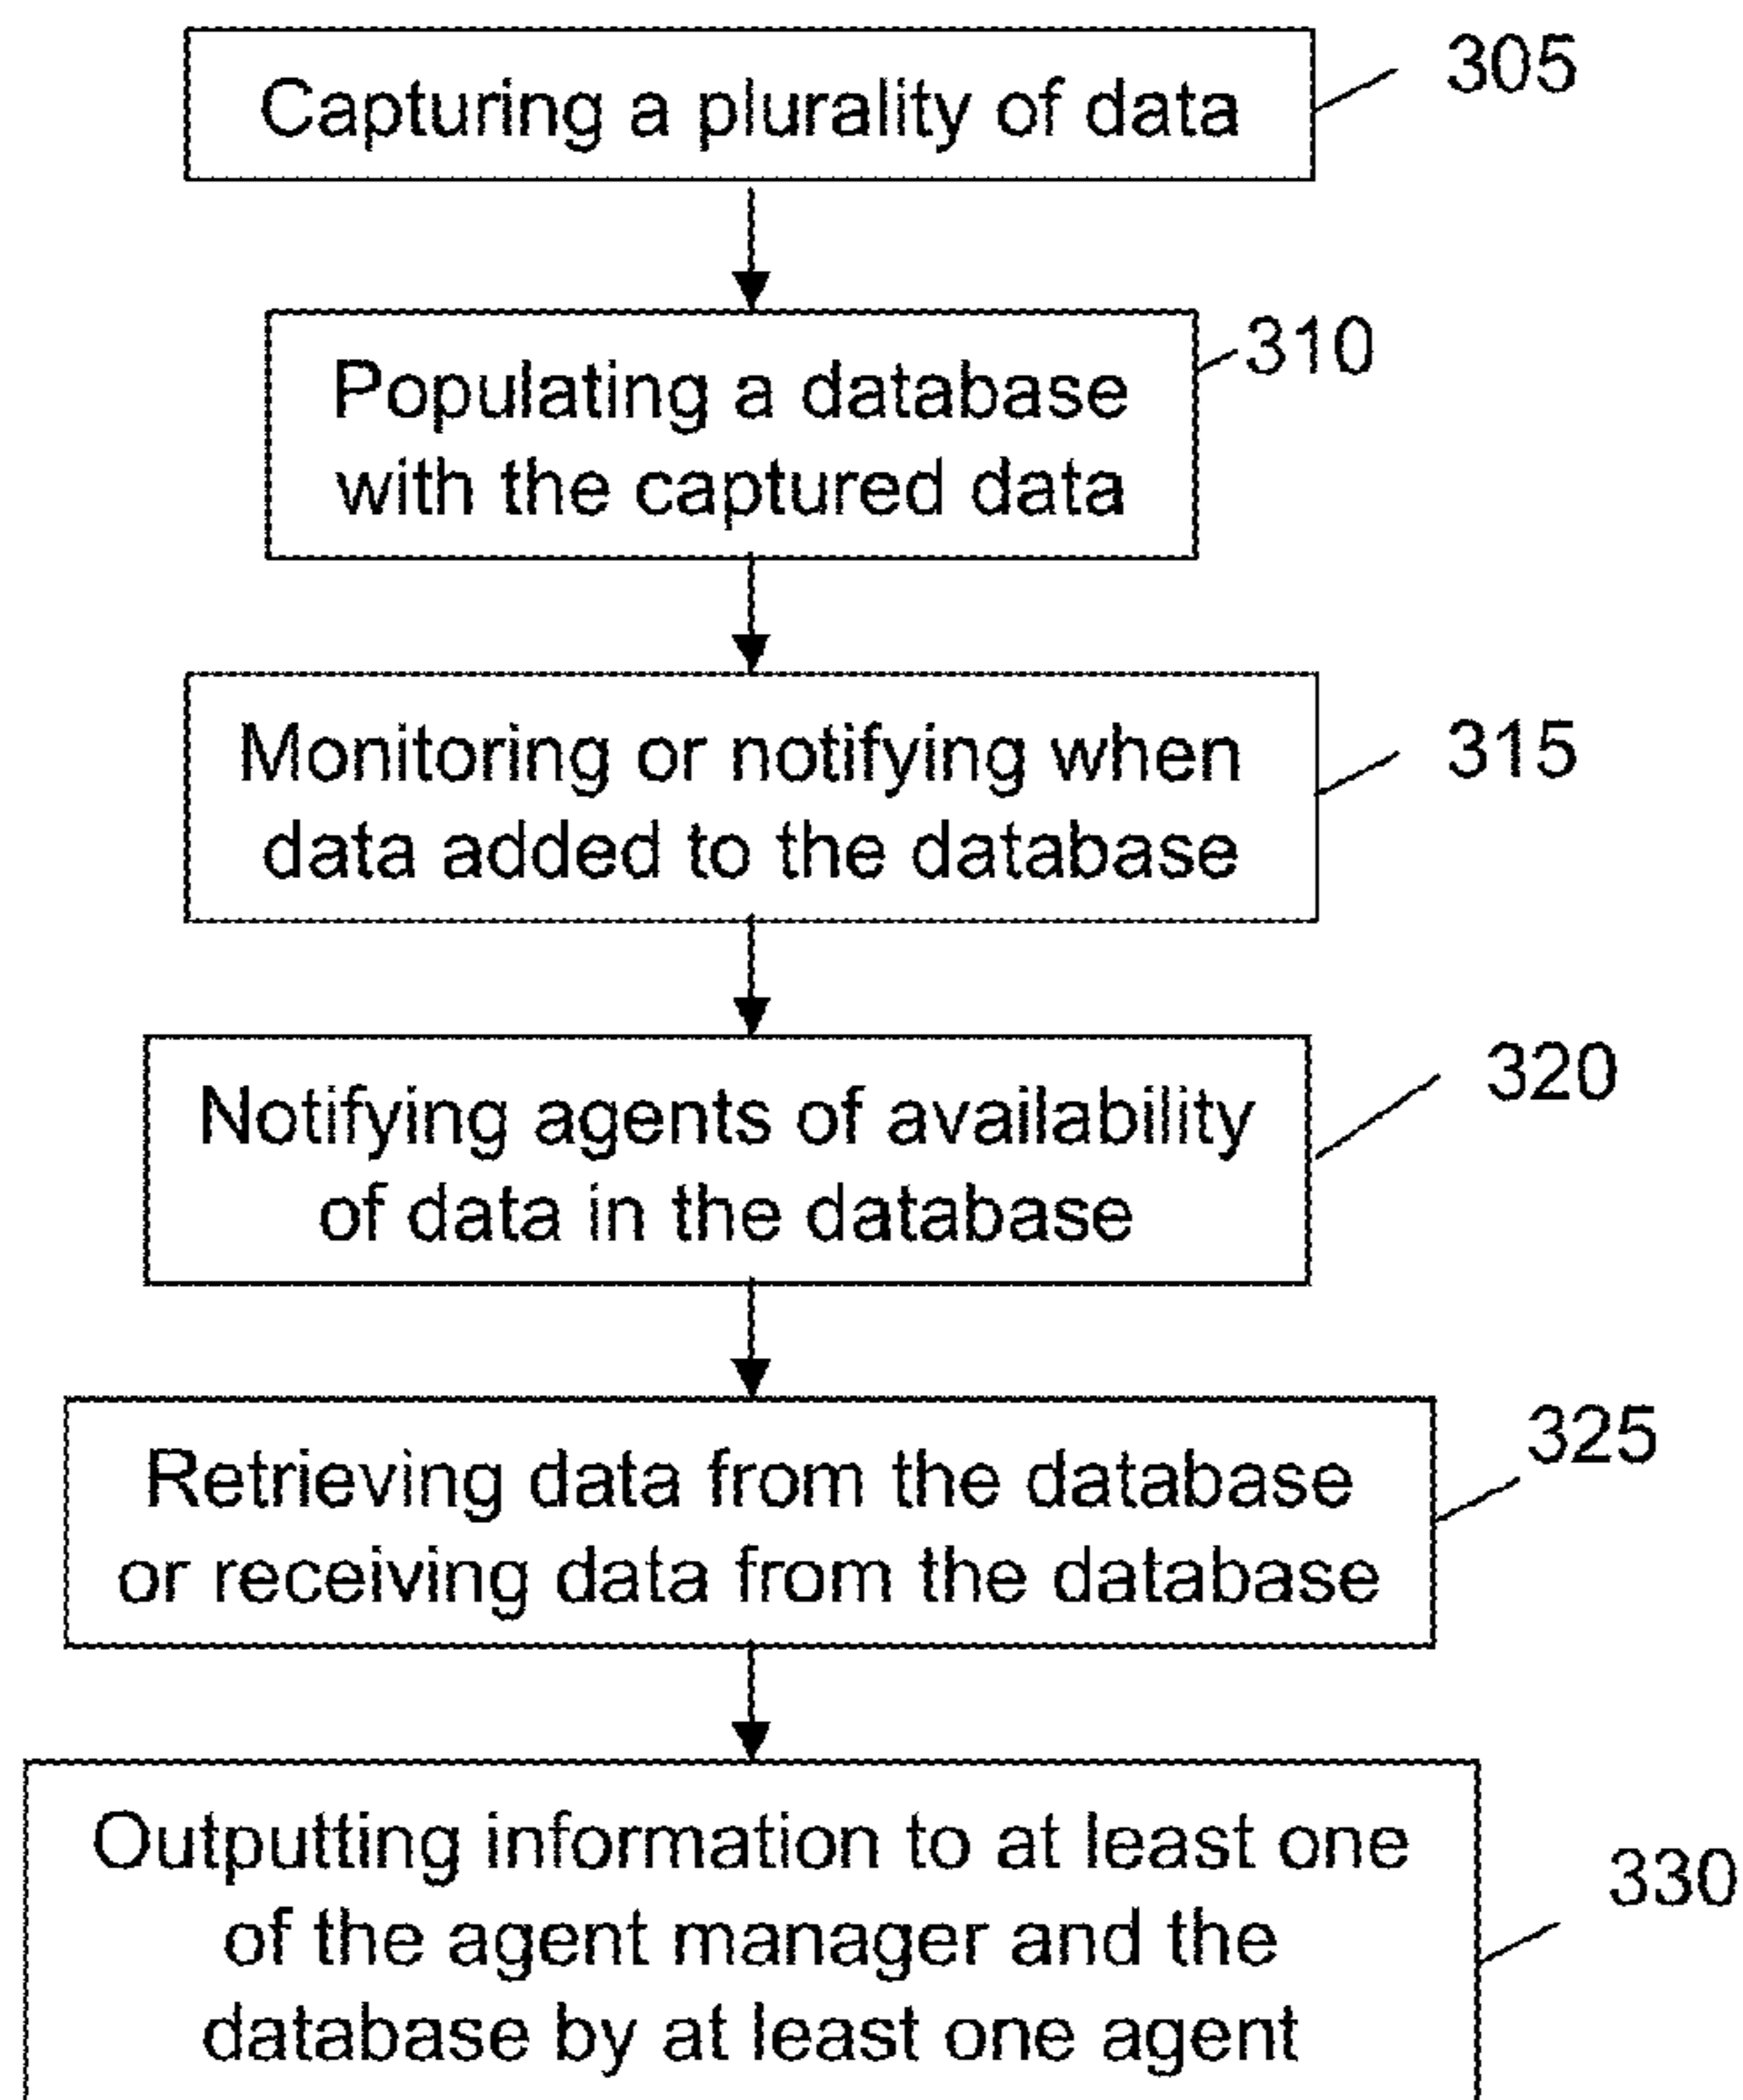 Capturing a plurality of data
305
Populating a database
with the captured data
310
Monitoring or notifying when
data added to the database
315
Notifying agents of availability
of data in the database
320
Retrieving data from the database
or receiving data from the database
325
Outputting information to at least one
of the agent manager and the
database by at least one agent
330